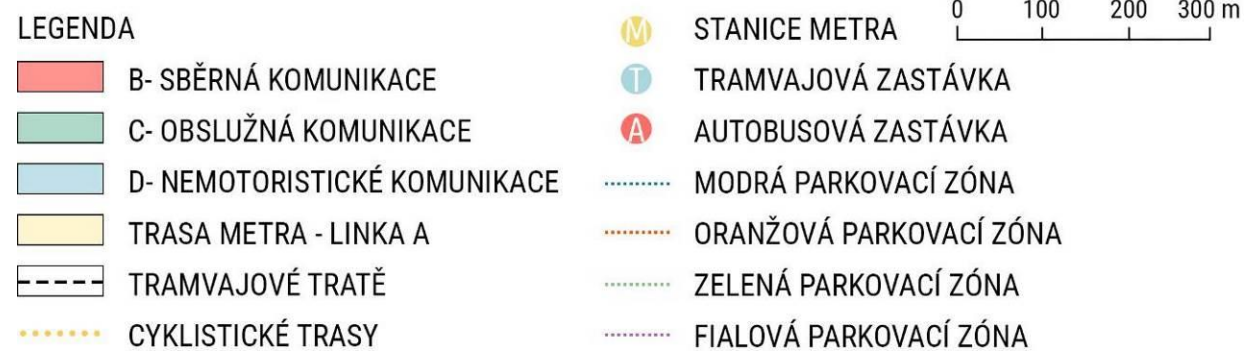 LEGENDA
B- SBĚRNÁ KOMUNIKACE
C- OBSLUŽNÁ KOMUNIKACE
D- NEMOTORISTICKÉ KOMUNIKACE
TRASA METRA - LINKA A
TRAMVAJOVÉ TRATĚ
CYKLISTICKÉ TRASY
M STANICE METRA
T TRAMVAJOVÁ ZASTÁVKA
A AUTOBUSOVÁ ZASTÁVKA
MODRÁ PARKOVACÍ ZÓNA
ORANŽOVÁ PARKOVACÍ ZÓNA
ZELENÁ PARKOVACÍ ZÓNA
FIALOVÁ PARKOVACÍ ZÓNA
0 100 200 300 m